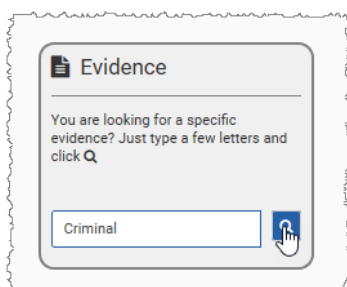 Evidence
You are looking for a specific
evidence? Just type a few letters and
click
Criminal